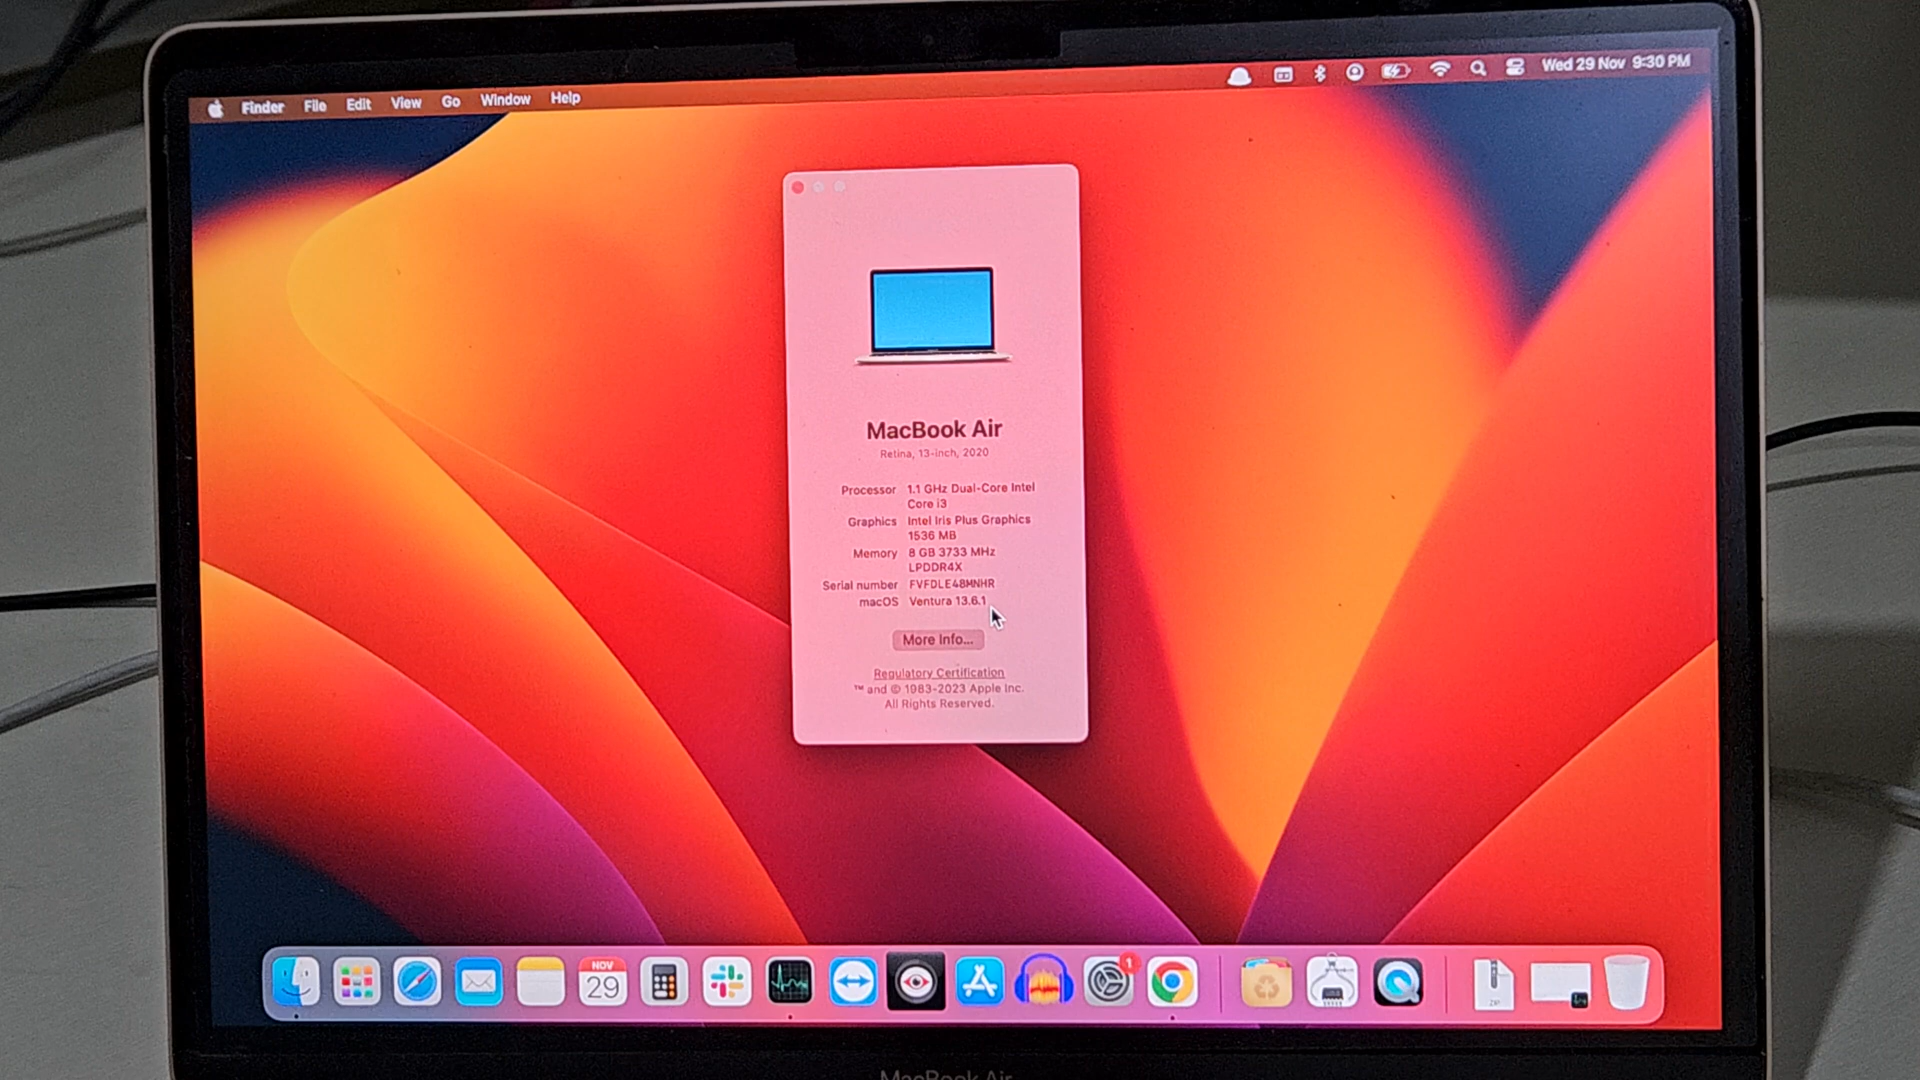 Finder File Edit View Go Window Help
Wed 29 Nov 9:30 PM
MacBook Air
Retina, 13-inch, 2020
Processor 1.1 GHz Dual-Core Intel
Core i3
Graphics Intel Iris Plus Graphics
1536 MB
Memory 8 GB 3733 MHz
LPDDR4X
Serial number FVFDLE48MNHR
macOS Ventura 13.6.1
More Info...
Regulatory Certification
™ and © 1983-2023 Apple Inc.
All Rights Reserved.
NOV
29
1
ZIP
MacBook Air